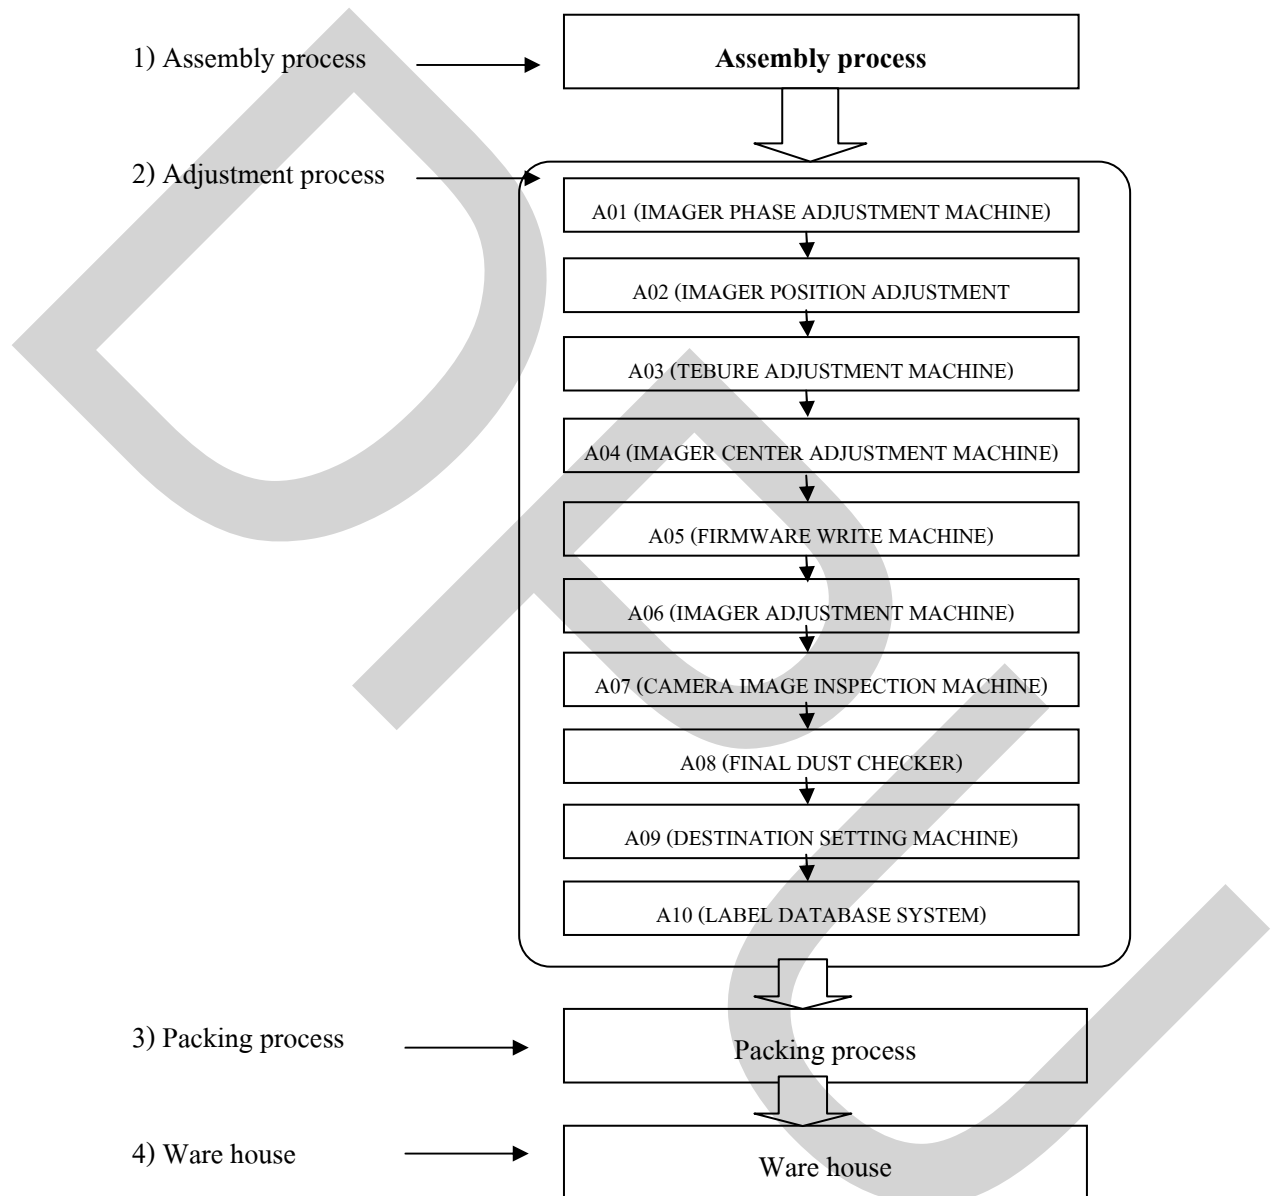 1) Assembly process
Assembly process
2) Adjustment process
A01 (IMAGER PHASE ADJUSTMENT MACHINE)
A02 (IMAGER POSITION ADJUSTMENT
A03 (TEBURE ADJUSTMENT MACHINE)
A04 (IMAGER CENTER ADJUSTMENT MACHINE)
A05 (FIRMWARE WRITE MACHINE)
A06 (IMAGER ADJUSTMENT MACHINE)
A07 (CAMERA IMAGE INSPECTION MACHINE)
A08 (FINAL DUST CHECKER)
A09 (DESTINATION SETTING MACHINE)
A10 (LABEL DATABASE SYSTEM)
3) Packing process
Packing process
4) Ware house
Ware house
DPU